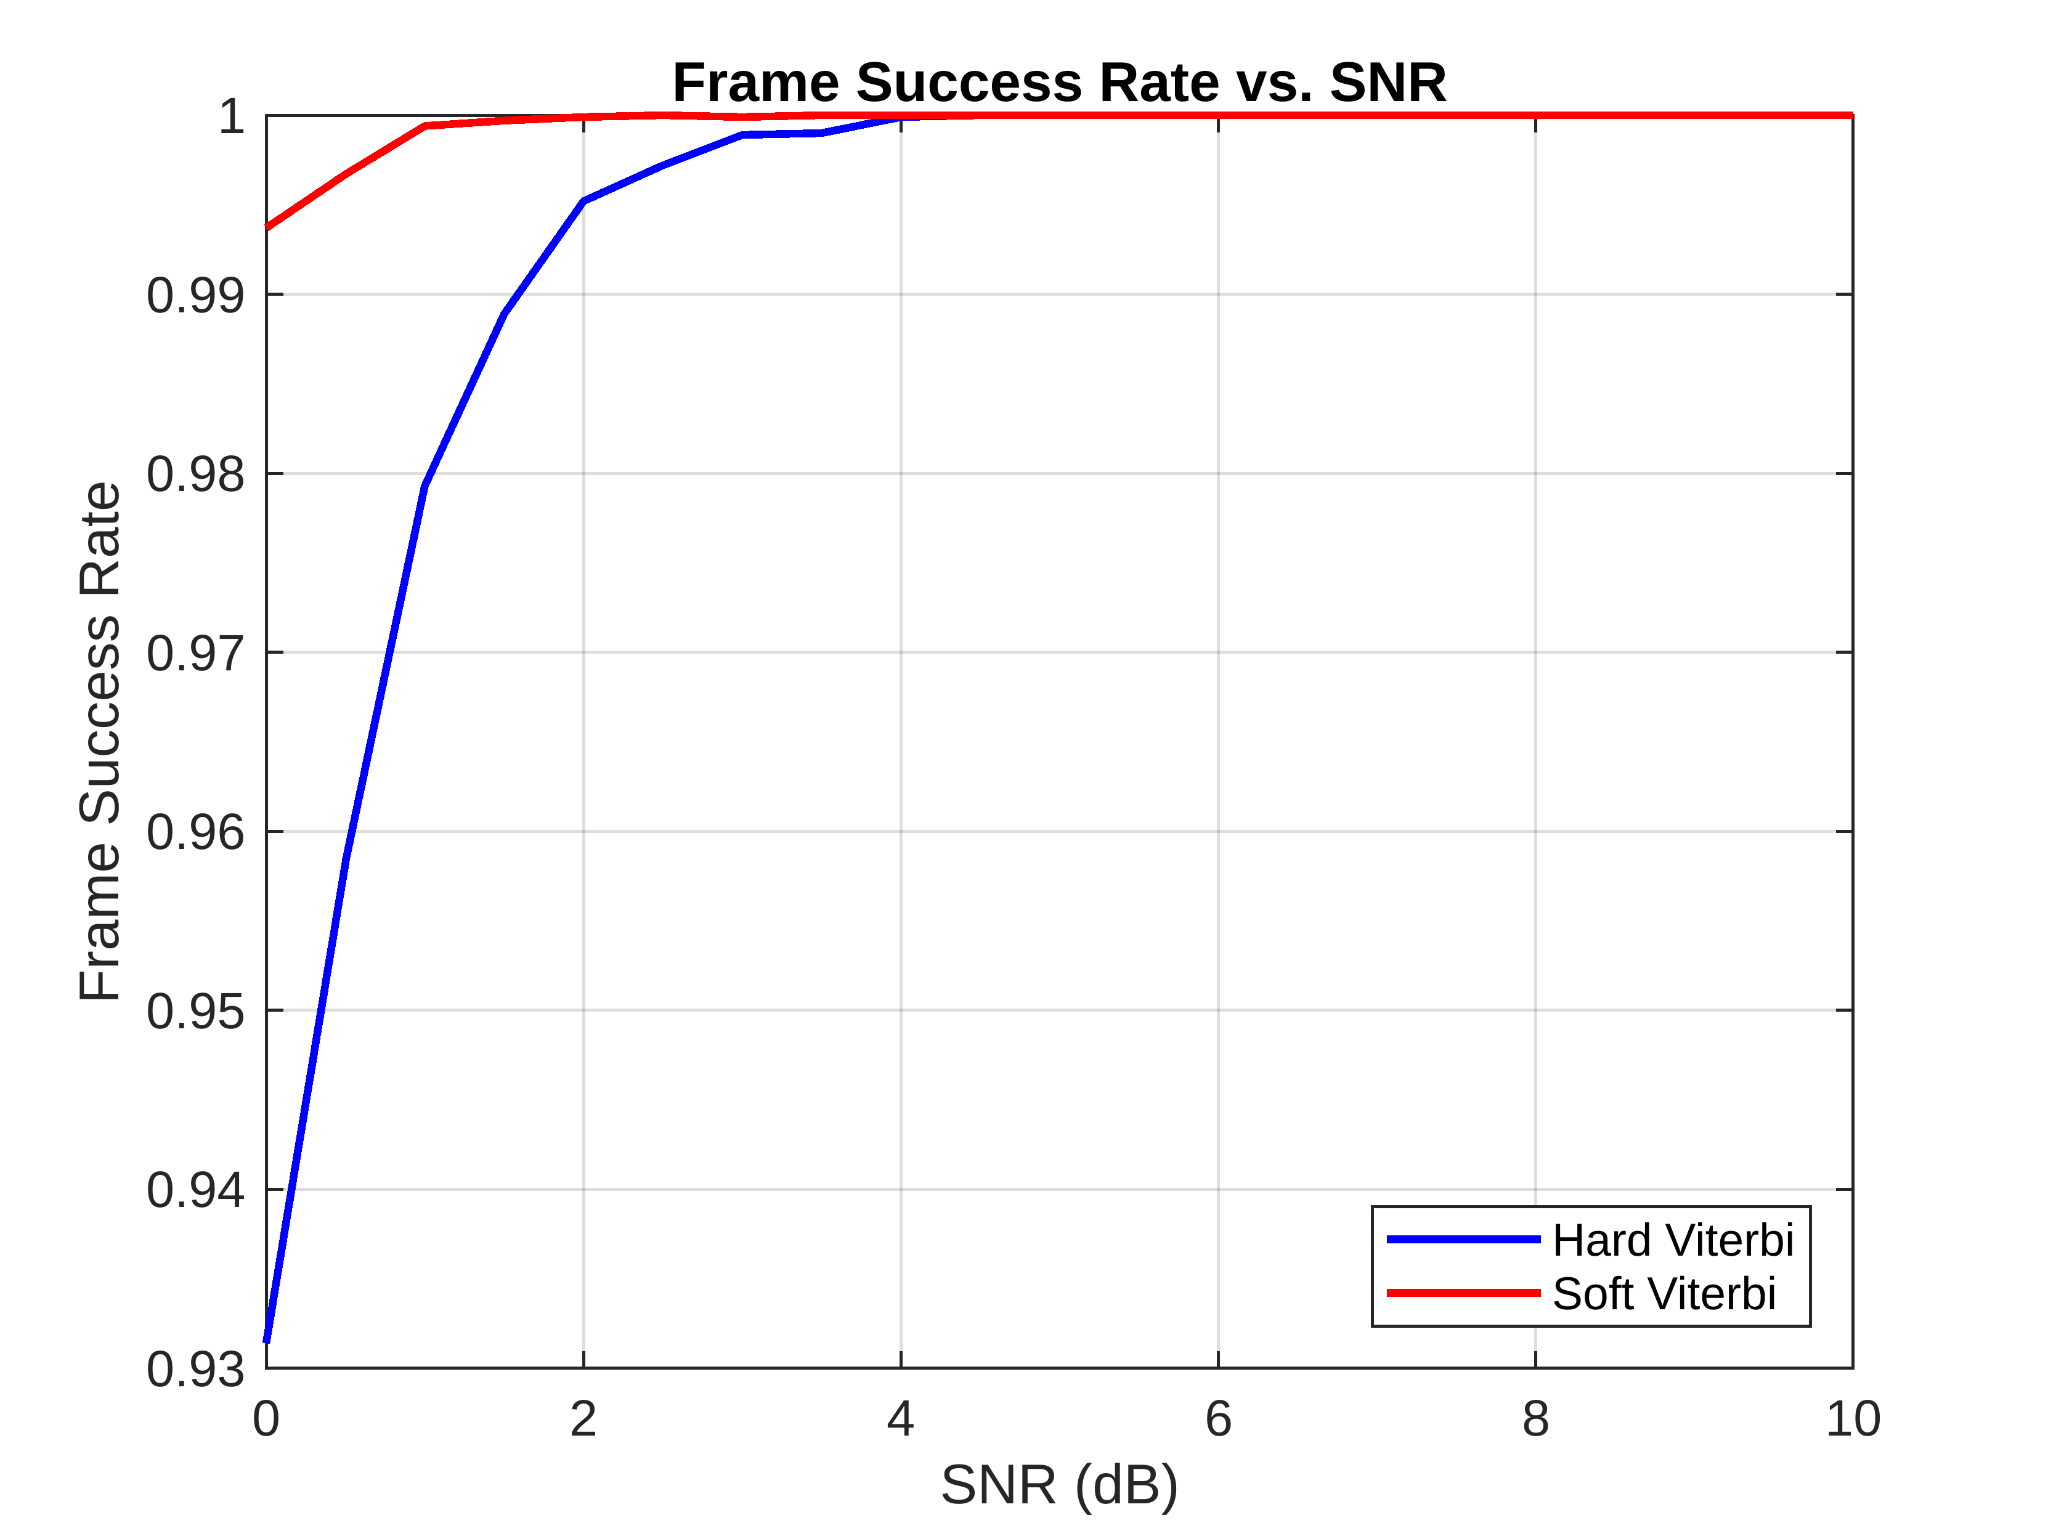 Frame Success Rate vs. SNR
Frame Success Rate
1
0.99
0.98
0.97
0.96
0.95
0.94
0.93
0 2 4 6 8 10
SNR (dB)
Hard Viterbi
Soft Viterbi